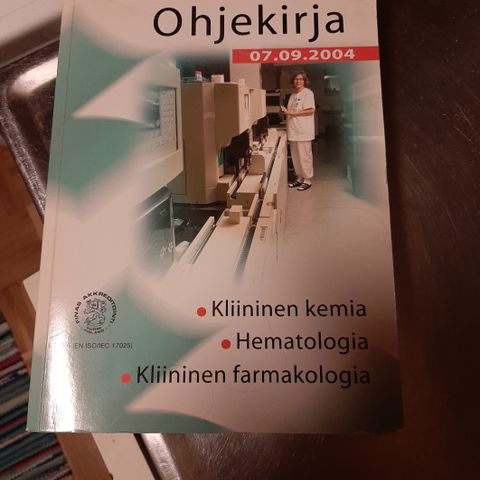 Ohjekirja
07.09.2004
• Kliininen kemia
• Hematologia
• Kliininen farmakologia
FINAS AKKREDITOINTI
(EN ISO/IEC 17025)